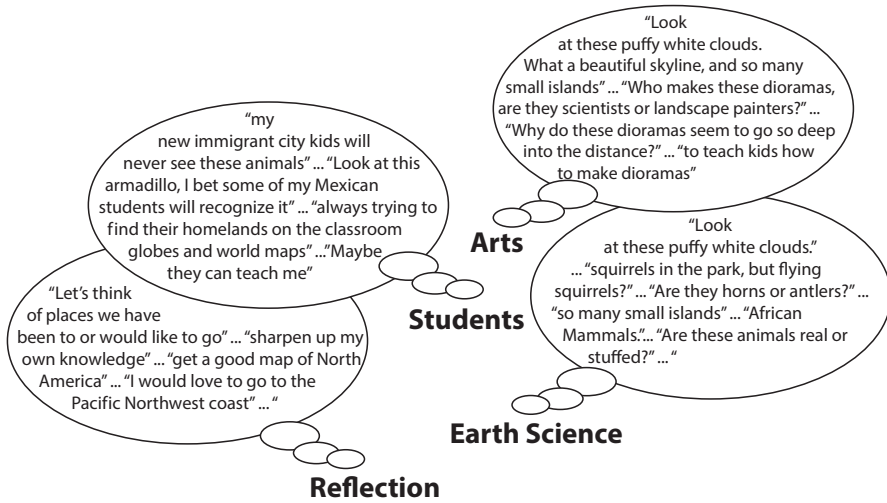 “Look
at these puffy white clouds.
What a beautiful skyline, and so many
small islands” ... “Who makes these dioramas,
are they scientists or landscape painters?” ...
“Why do these dioramas seem to go so deep
into the distance?” ... “to teach kids how
to make dioramas”
Arts
“my
new immigrant city kids will
never see these animals” ... “Look at this
armadillo, I bet some of my Mexican
students will recognize it” ... “always trying to
find their homelands on the classroom
globes and world maps” ...”Maybe
they can teach me”
Students
“Look
at these puffy white clouds.”
... “squirrels in the park, but flying
squirrels?” ... “Are they horns or antlers?” ...
“so many small islands” ... “African
Mammals.”... “Are these animals real or
stuffed?” ... “
Earth Science
“Let’s think
of places we have
been to or would like to go” ... “sharpen up my
own knowledge” ... “get a good map of North
America” ... “I would love to go to the
Pacific Northwest coast” ... “
Reflection